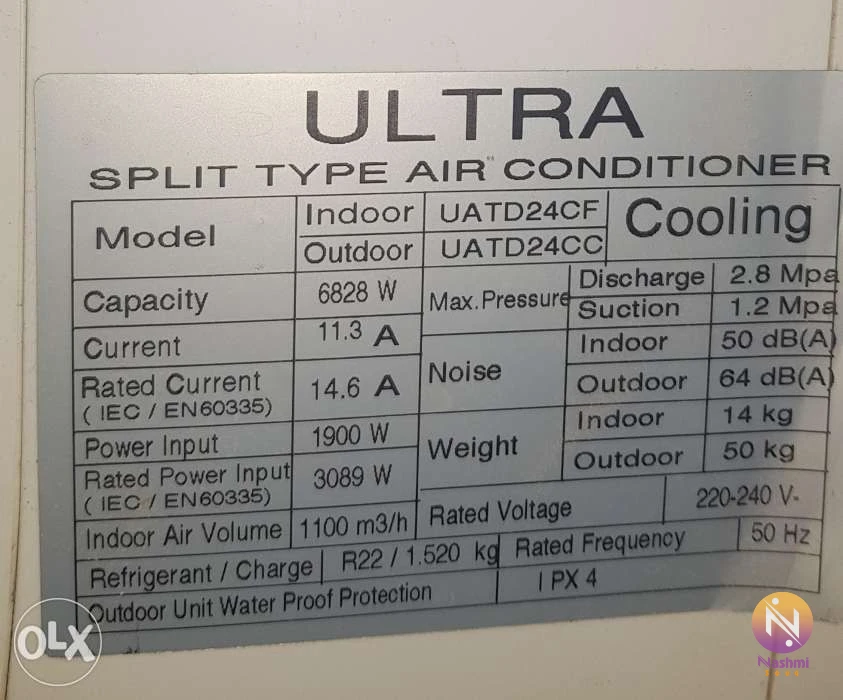 ULTRA
SPLIT TYPE AIR CONDITIONER
Model
Indoor UATD24CF
Outdoor UATD24CC
Cooling
Capacity 6828 W
Max.Pressure
Discharge 2.8 Mpa
Suction 1.2 Mpa
Current 11.3 A
Noise
Indoor 50 dB(A)
Outdoor 64 dB(A)
Rated Current 14.6 A
( IEC / EN60335)
Power Input 1900 W
Weight
Indoor 14 kg
Outdoor 50 kg
Rated Power Input 3089 W
( IEC / EN60335)
Indoor Air Volume 1100 m3/h
Rated Voltage 220-240 V-
Refrigerant / Charge R22 / 1.520 kg
Rated Frequency 50 Hz
Outdoor Unit Water Proof Protection I PX 4
OLX
N
Nashmi